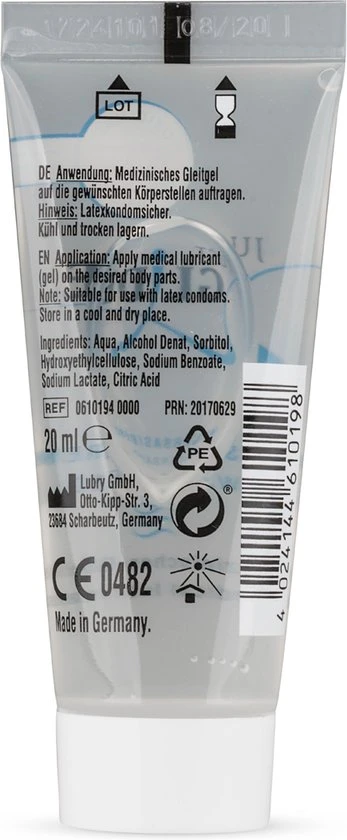 LOT
DE Anwendung: Medizinisches Gleitgel
auf die gewünschten Körperstellen auftragen.
Hinweis: Latexkondomsicher.
Kühl und trocken lagern.
EN Application: Apply medical lubricant
(gel) on the desired body parts.
Note: Suitable for use with latex condoms.
Store in a cool and dry place.
Ingredients: Aqua, Alcohol Denat, Sorbitol,
Hydroxyethylcellulose, Sodium Benzoate,
Sodium Lactate, Citric Acid
REF 0610194 0000 PRN: 20170629
20 ml ℮
PE
Lubry GmbH,
Otto-Kipp-Str. 3,
23684 Scharbeutz, Germany
®
CE 0482
Made in Germany.
4 024144 610198